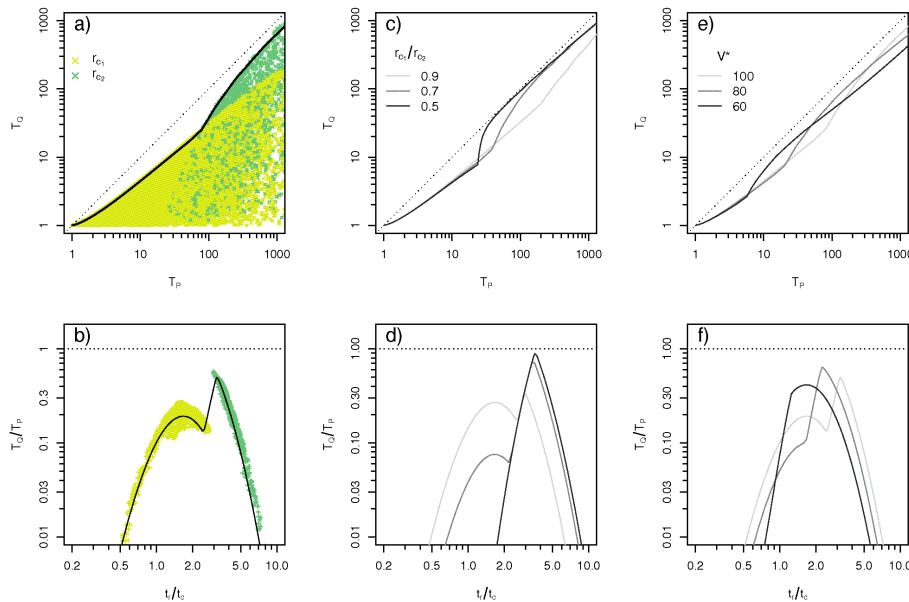 a)
r_c₁
r_c₂
T_Q
1
10
100
1000
1
10
100
1000
T_P
c)
r_c₁/r_c₂
0.9
0.7
0.5
T_Q
1
10
100
1000
1
10
100
1000
T_P
e)
V*
100
80
60
T_Q
1
10
100
1000
1
10
100
1000
T_P
b)
T_Q/T_P
0.01
0.03
0.1
0.3
1
0.2
0.5
1.0
2.0
5.0
10.0
t_r/t_c
d)
T_Q/T_P
0.01
0.03
0.10
0.30
1.00
0.2
0.5
1.0
2.0
5.0
10.0
t_r/t_c
f)
T_Q/T_P
0.01
0.03
0.10
0.30
1.00
0.2
0.5
1.0
2.0
5.0
10.0
t_r/t_c